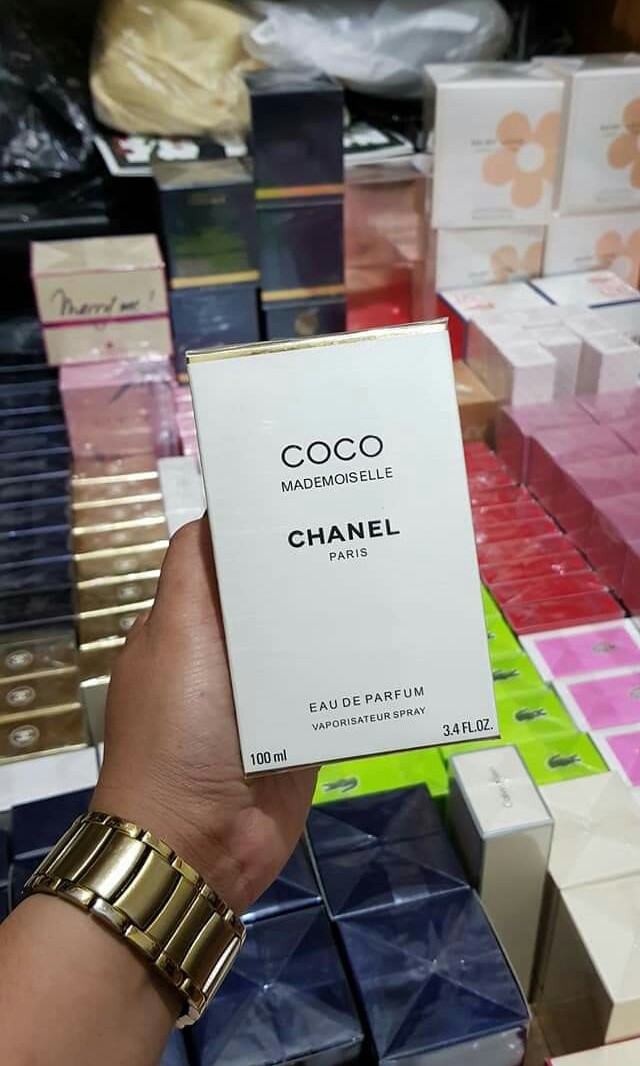 Marry me!
COCO
MADEMOISELLE
CHANEL
PARIS
EAU DE PARFUM
VAPORISATEUR SPRAY
100 ml
3.4 FL.OZ.